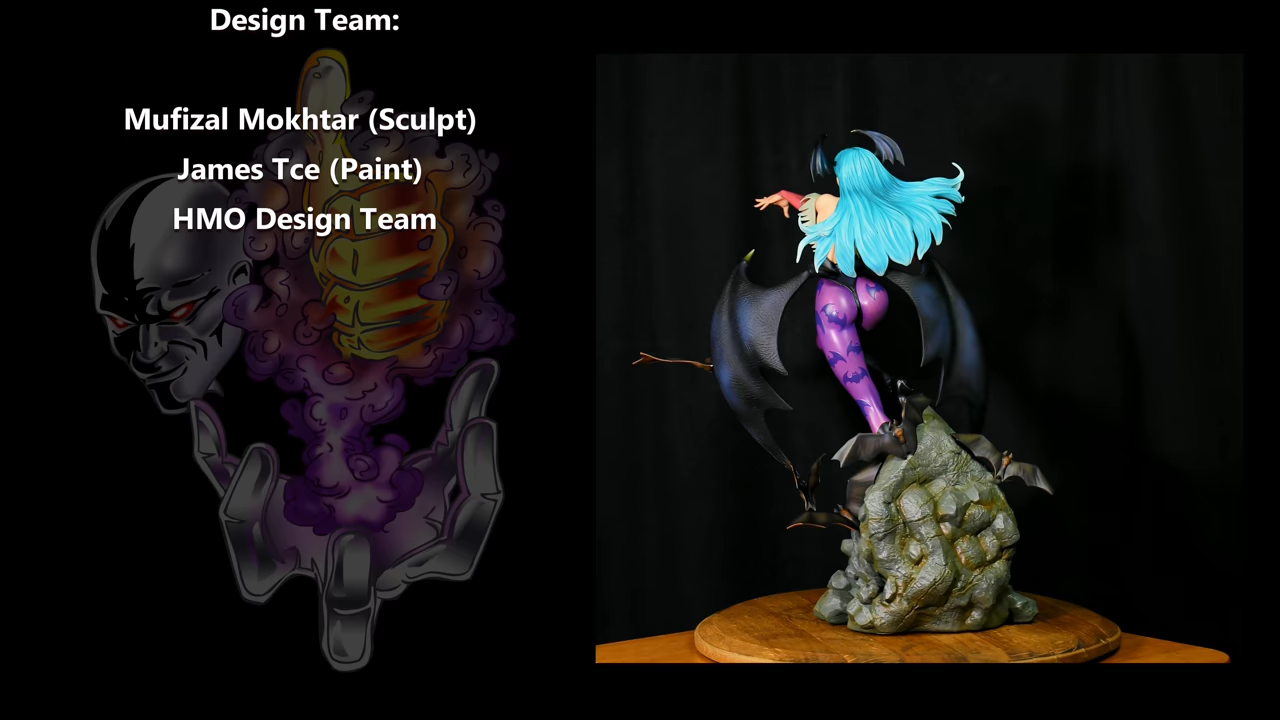 Design Team:
Mufizal Mokhtar (Sculpt)
James Tce (Paint)
HMO Design Team